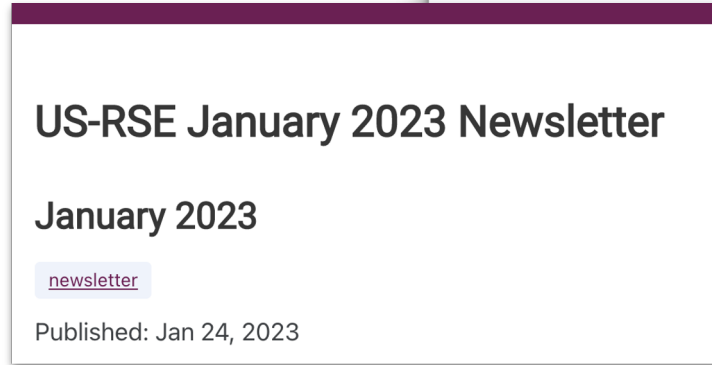 US-RSE January 2023 Newsletter
January 2023
newsletter
Published: Jan 24, 2023